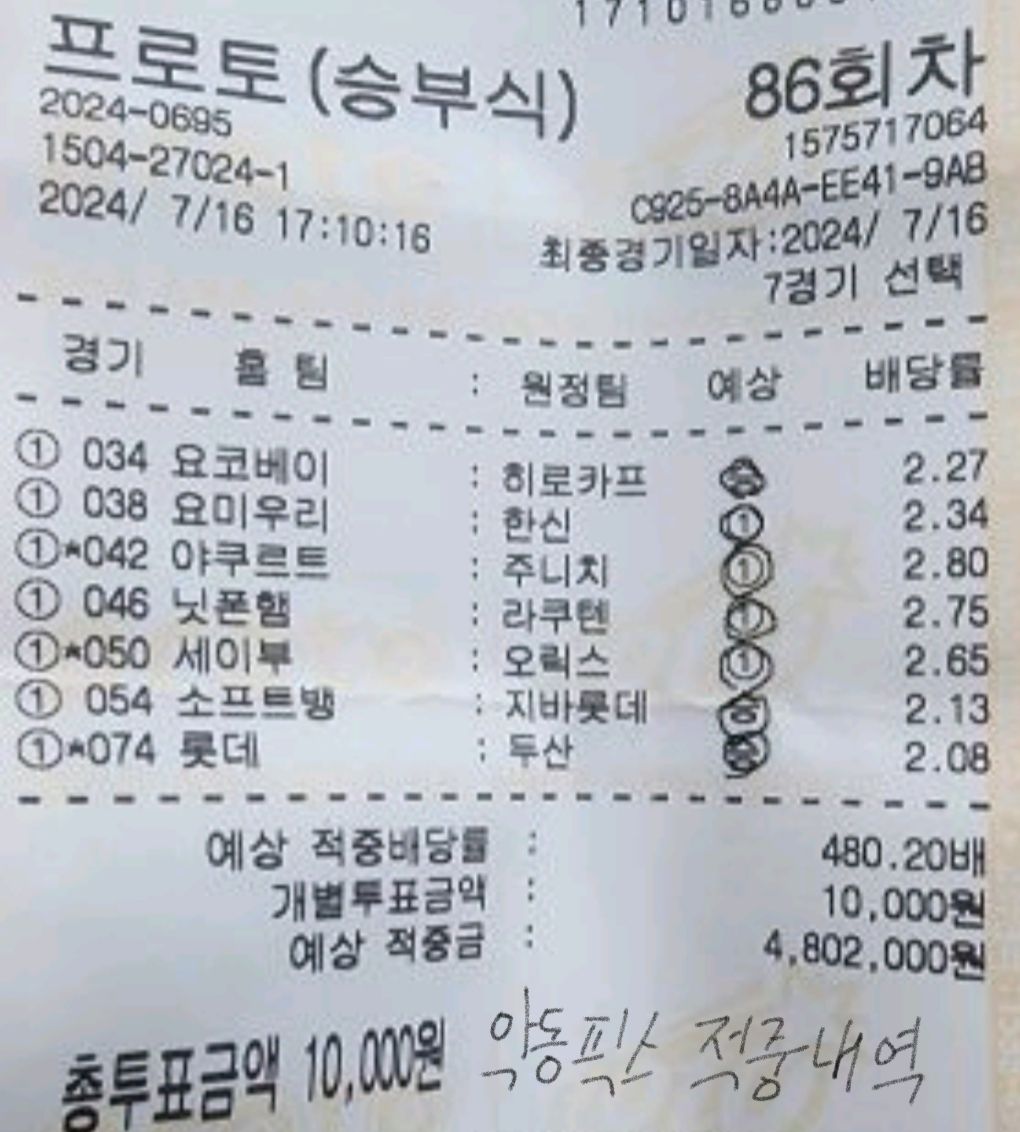 프로토(승부식) 86회차
2024-0695 1575717064
1504-27024-1 C925-8A4A-EE41-9AB
2024/ 7/16 17:10:16 최종경기일자:2024/ 7/16
7경기 선택
경기 홈 팀 : 원정팀 예상 배당률
① 034 요코베이 : 히로카프 2.27
① 038 요미우리 : 한신 ① 2.34
①*042 야쿠르트 : 주니치 ① 2.80
① 046 닛폰햄 : 라쿠텐 ① 2.75
①*050 세이부 : 오릭스 ① 2.65
① 054 소프트뱅 : 지바롯데 2.13
①*074 롯데 : 두산 2.08
예상 적중배당률 : 480.20배
개별투표금액 : 10,000원
예상 적중금 : 4,802,000원
총투표금액 10,000원 악동픽스 적중내역